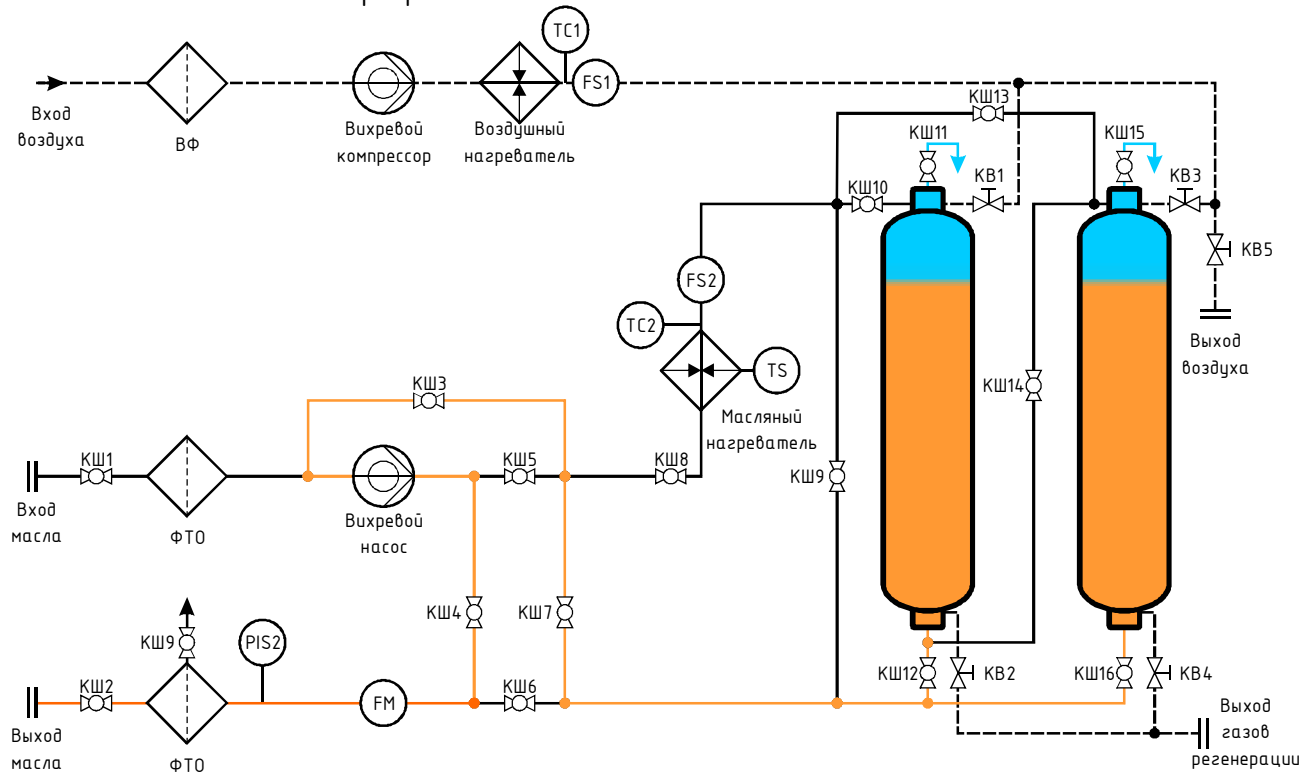 TC1
FS1
Вход
воздуха
ВФ
Вихревой
компрессор
Воздушный
нагреватель
КШ13
КШ11
КШ15
КВ1
КВ3
КШ10
КВ5
FS2
Выход
воздуха
TC2
TS
КШ3
КШ14
Масляный
нагреватель
КШ1
КШ5
КШ8
КШ9
Вход
масла
ФТО
Вихревой
насос
КШ4
КШ7
КШ9
PIS2
КШ2
FM
КШ6
КШ12
КВ2
КШ16
КВ4
Выход
масла
ФТО
Выход
газов
регенерации